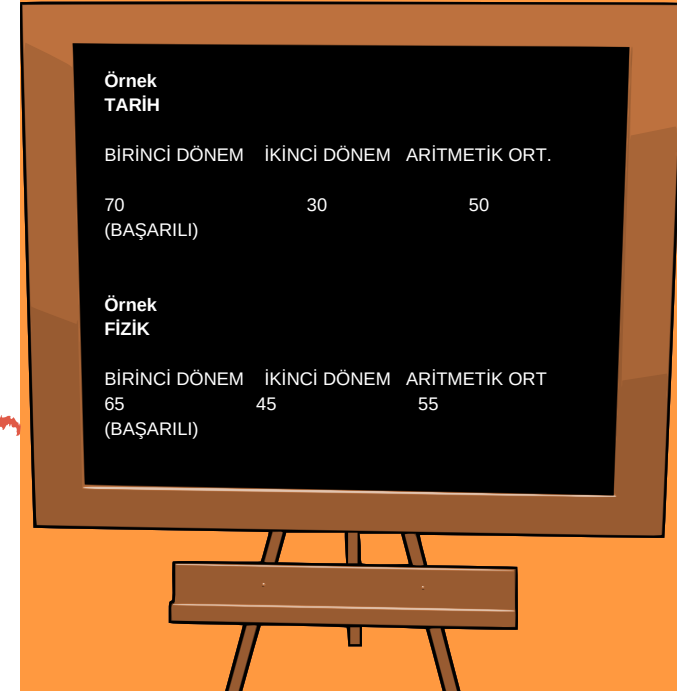 Örnek
TARİH
BİRİNCİ DÖNEM İKİNCİ DÖNEM ARİTMETİK ORT.
70 30 50
(BAŞARILI)
Örnek
FİZİK
BİRİNCİ DÖNEM İKİNCİ DÖNEM ARİTMETİK ORT
65 45 55
(BAŞARILI)